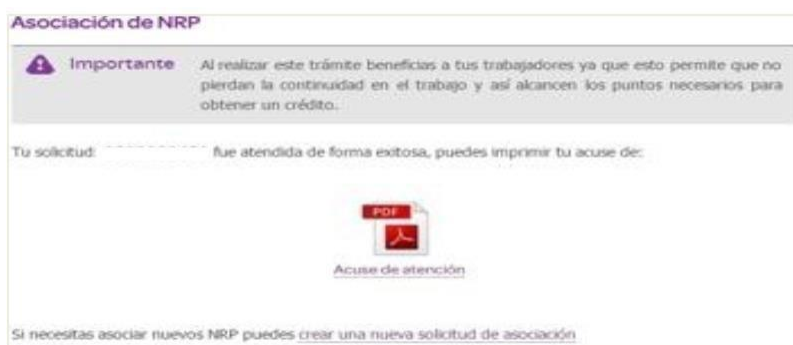 Asociación de NRP
Importante
Al realizar este trámite beneficias a tus trabajadores ya que esto permite que no
pierdan la continuidad en el trabajo y así alcancen los puntos necesarios para
obtener un crédito.
Tu solicitud: fue atendida de forma exitosa, puedes imprimir tu acuse de:
PDF
Acuse de atención
Si necesitas asociar nuevos NRP puedes crear una nueva solicitud de asociación